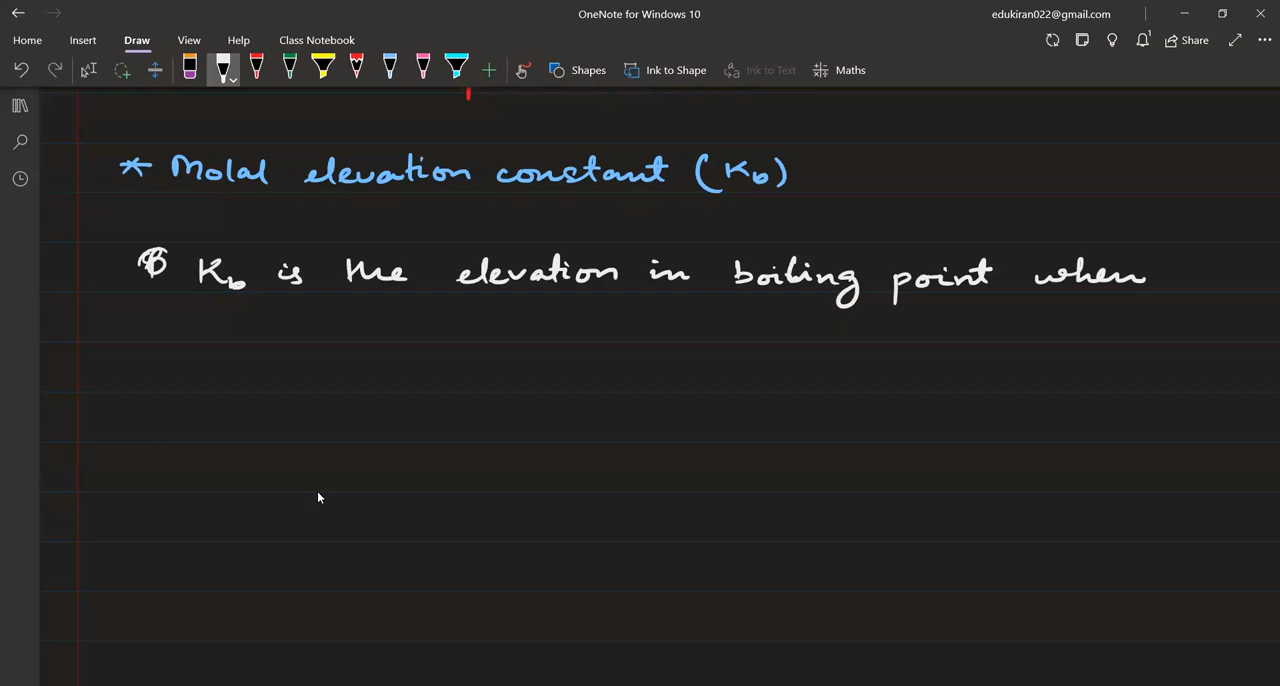 OneNote for Windows 10
edukiran022@gmail.com
Home Insert Draw View Help Class Notebook
Share
Shapes Ink to Shape Ink to Text Maths
* Molal elevation constant (Kb)
Kb is the elevation in boiling point when